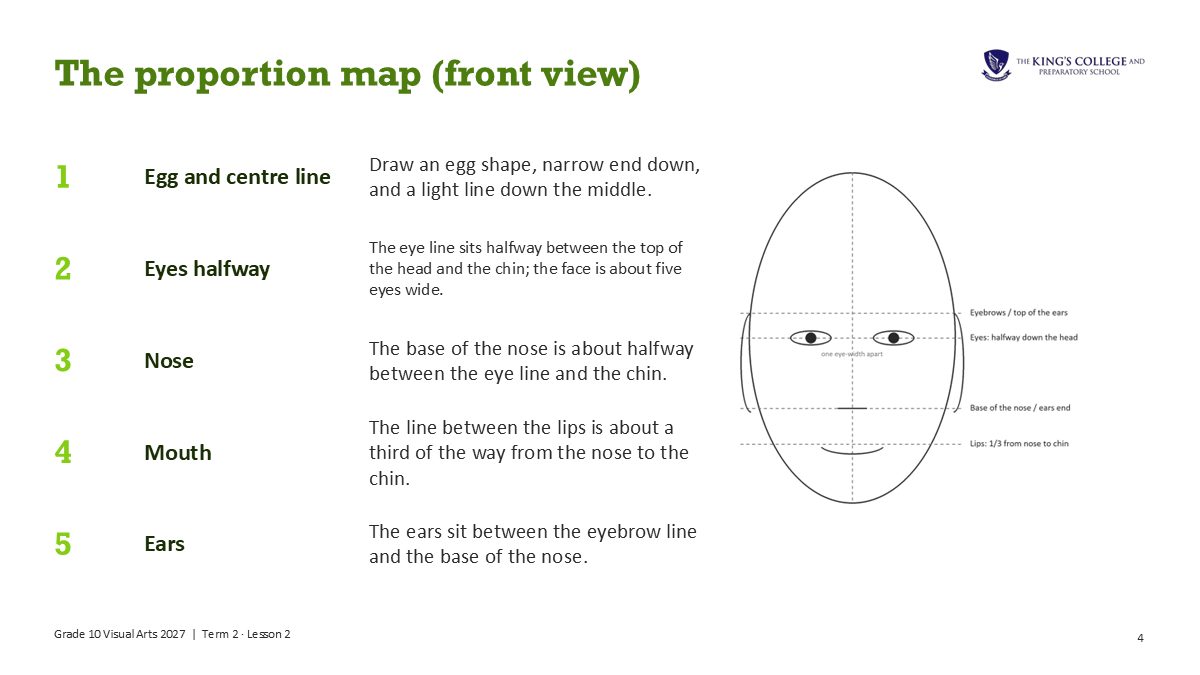 The proportion map (front view)
THE KING'S COLLEGE AND
PREPARATORY SCHOOL
1
Egg and centre line
Draw an egg shape, narrow end down,
and a light line down the middle.
2
Eyes halfway
The eye line sits halfway between the top of
the head and the chin; the face is about five
eyes wide.
3
Nose
The base of the nose is about halfway
between the eye line and the chin.
4
Mouth
The line between the lips is about a
third of the way from the nose to the
chin.
5
Ears
The ears sit between the eyebrow line
and the base of the nose.
Eyebrows / top of the ears
Eyes: halfway down the head
one eye-width apart
Base of the nose / ears end
Lips: 1/3 from nose to chin
Grade 10 Visual Arts 2027 | Term 2 · Lesson 2
4